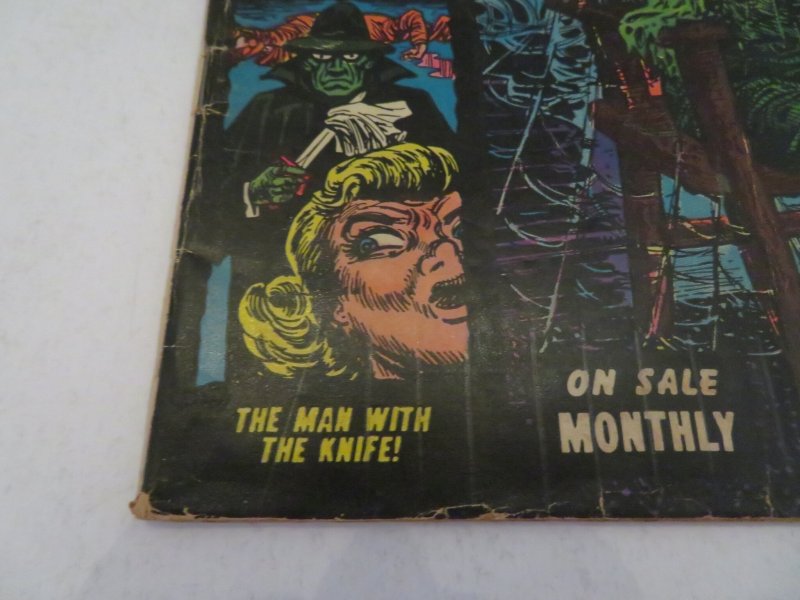 THE MAN WITH
THE KNIFE!
ON SALE
MONTHLY